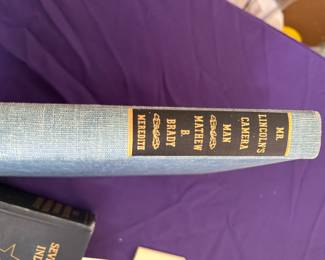 MR.
LINCOLN'S
CAMERA
MAN
MATHEW
B.
BRADY
MEREDITH